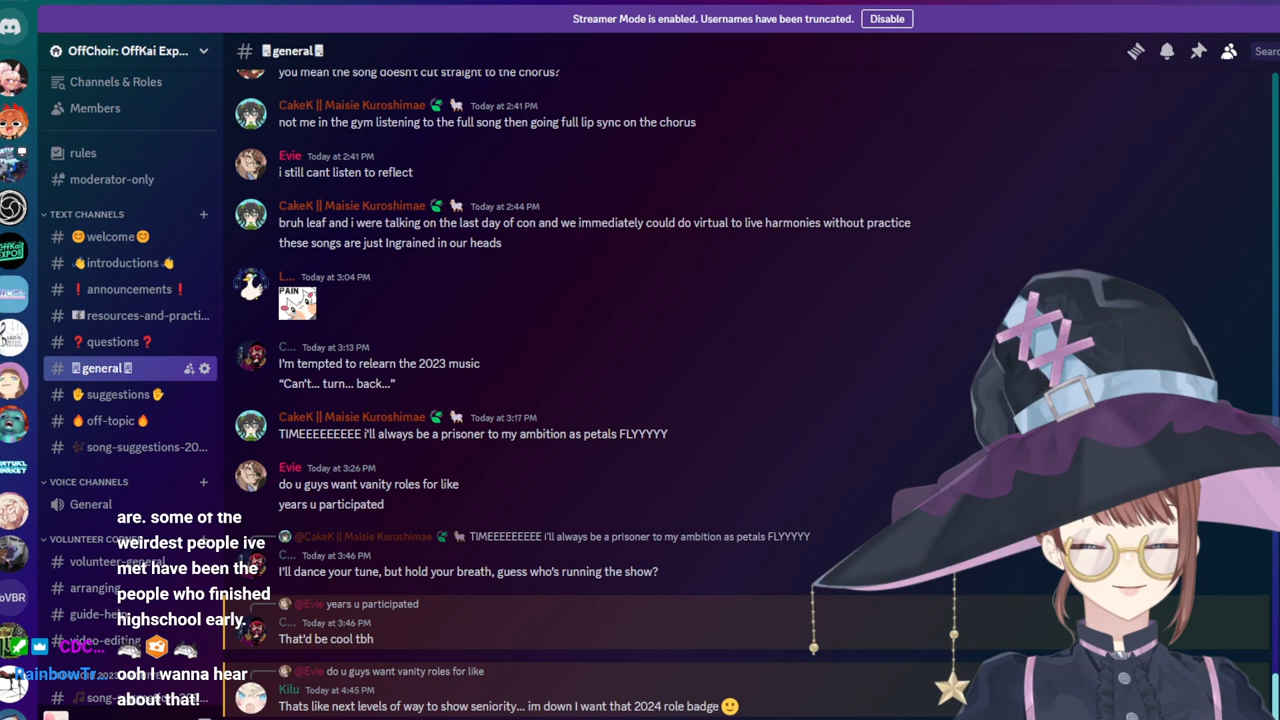 Streamer Mode is enabled. Usernames have been truncated.
Disable
OffChoir: OffKai Exp...
general
Sear
Channels & Roles
Members
rules
moderator-only
TEXT CHANNELS
welcome
introductions
announcements
resources-and-practi...
questions
general
suggestions
off-topic
song-suggestions-20...
VOICE CHANNELS
General
VOLUNTEER CORNER
volunteer-general
arranging
guide-help
video-editing
you mean the song doesn't cut straight to the chorus?
CakeK || Maisie Kuroshimae Today at 2:41 PM
not me in the gym listening to the full song then going full lip sync on the chorus
Evie Today at 2:41 PM
i still cant listen to reflect
CakeK || Maisie Kuroshimae Today at 2:44 PM
bruh leaf and i were talking on the last day of con and we immediately could do virtual to live harmonies without practice
these songs are just Ingrained in our heads
L... Today at 3:04 PM
PAIN
C... Today at 3:13 PM
I'm tempted to relearn the 2023 music
“Can't... turn... back...”
CakeK || Maisie Kuroshimae Today at 3:17 PM
TIMEEEEEEEEE i'll always be a prisoner to my ambition as petals FLYYYYY
Evie Today at 3:26 PM
do u guys want vanity roles for like
years u participated
@CakeK || Maisie Kuroshimae TIMEEEEEEEEE i'll always be a prisoner to my ambition as petals FLYYYYY
C... Today at 3:46 PM
I'll dance your tune, but hold your breath, guess who's running the show?
@Evie years u participated
C... Today at 3:46 PM
That'd be cool tbh
@Evie do u guys want vanity roles for like
Kilu Today at 4:45 PM
Thats like next levels of way to show seniority... im down I want that 2024 role badge
are. some of the
weirdest people ive
met have been the
people who finished
highschool early.
CDC...
RainbowTr... ooh I wanna hear
about that!